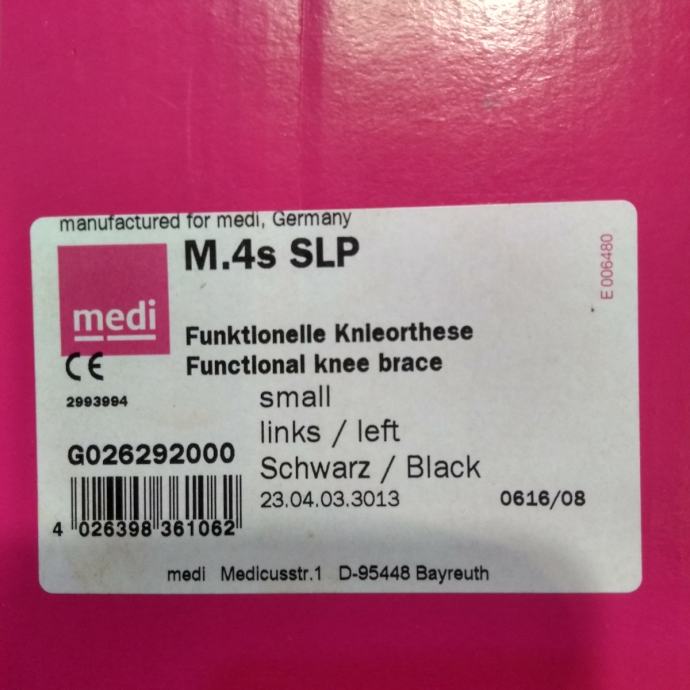 manufactured for medi, Germany
M.4s SLP
E006480
medi
Funktionelle Knieorthese
CE
Functional knee brace
2993994
small
links / left
G026292000
Schwarz / Black
23.04.03.3013
0616/08
4 026398 361062
medi Medicusstr.1 D-95448 Bayreuth